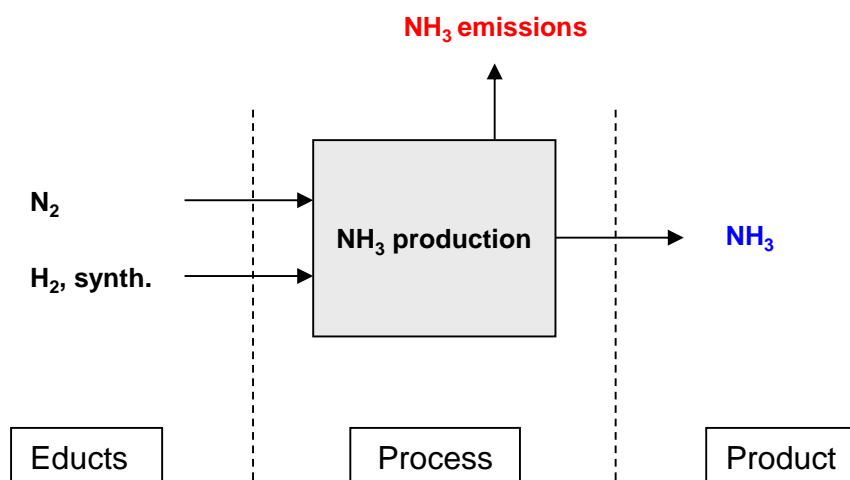 NH₃ emissions
N₂
NH₃ production
NH₃
H₂, synth.
Educts
Process
Product